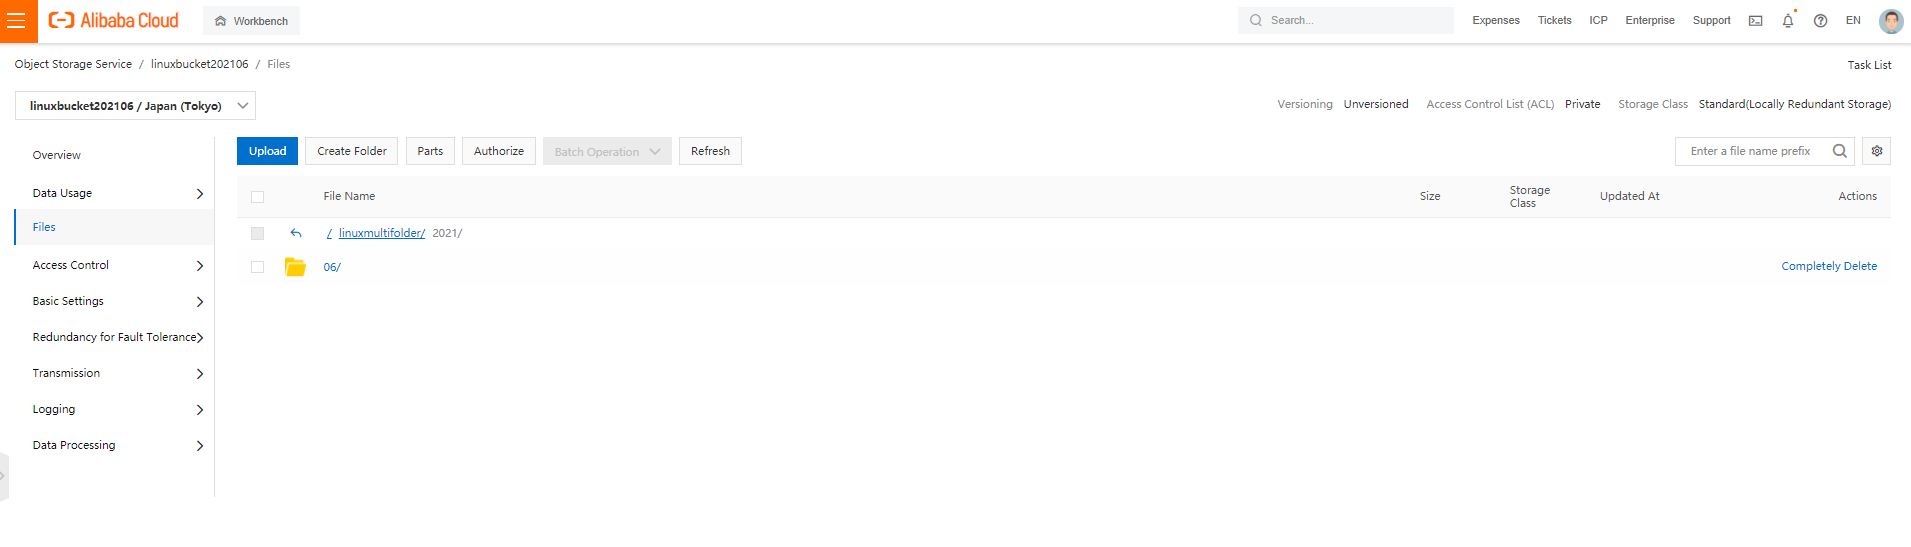 Alibaba Cloud Workbench Search... Expenses Tickets ICP Enterprise Support EN
Object Storage Service / linuxbucket202106 / Files Task List
linuxbucket202106 / Japan (Tokyo) Versioning Unversioned Access Control List (ACL) Private Storage Class Standard(Locally Redundant Storage)
Overview
Data Usage
Files
Access Control
Basic Settings
Redundancy for Fault Tolerance
Transmission
Logging
Data Processing
Upload Create Folder Parts Authorize Batch Operation Refresh Enter a file name prefix
File Name Size Storage Class Updated At Actions
/ linuxmultifolder/ 2021/
06/ Completely Delete